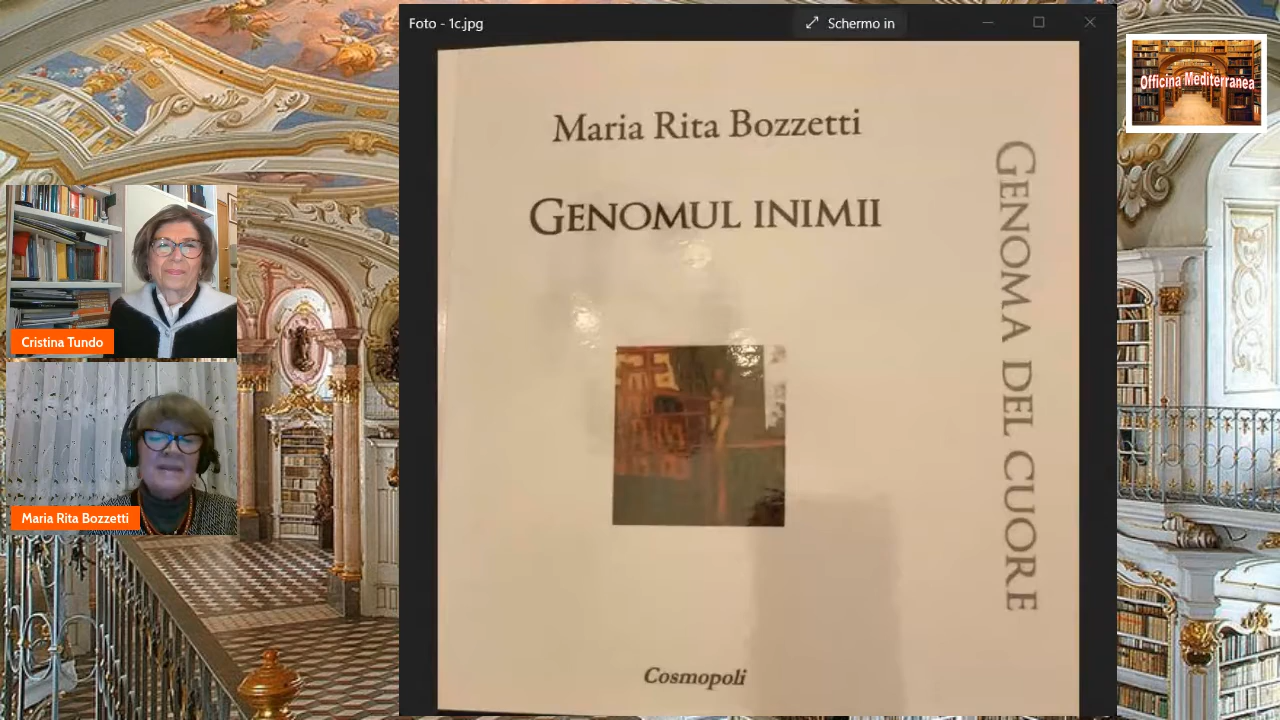 Foto - 1c.jpg
Schermo in
Officina Mediterranea
Maria Rita Bozzetti
GENOMUL INIMII
GENOMA DEL CUORE
Cosmopoli
Cristina Tundo
Maria Rita Bozzetti